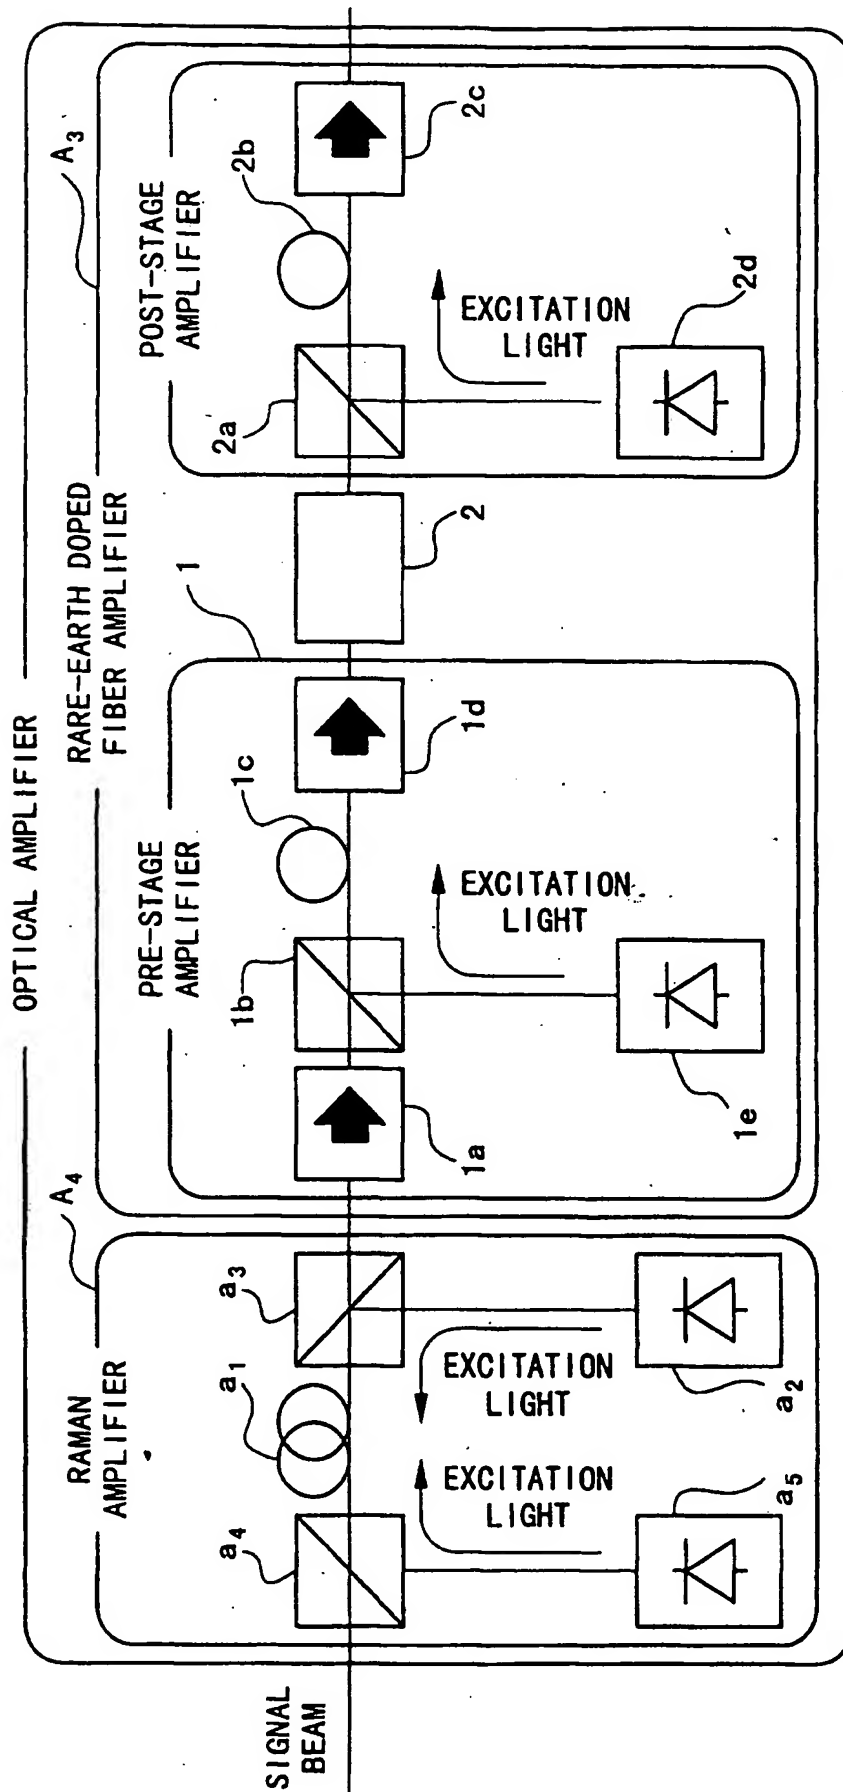 OPTICAL AMPLIFIER
A4
RAMAN
AMPLIFIER
RARE-EARTH DOPED
FIBER AMPLIFIER
A3
PRE-STAGE
AMPLIFIER
1
POST-STAGE
AMPLIFIER
SIGNAL
BEAM
a4
a1
a3
1a
1b
1c
1d
2
2a
2b
2c
EXCITATION
LIGHT
EXCITATION
LIGHT
EXCITATION
LIGHT
EXCITATION
LIGHT
a5
a2
1e
2d